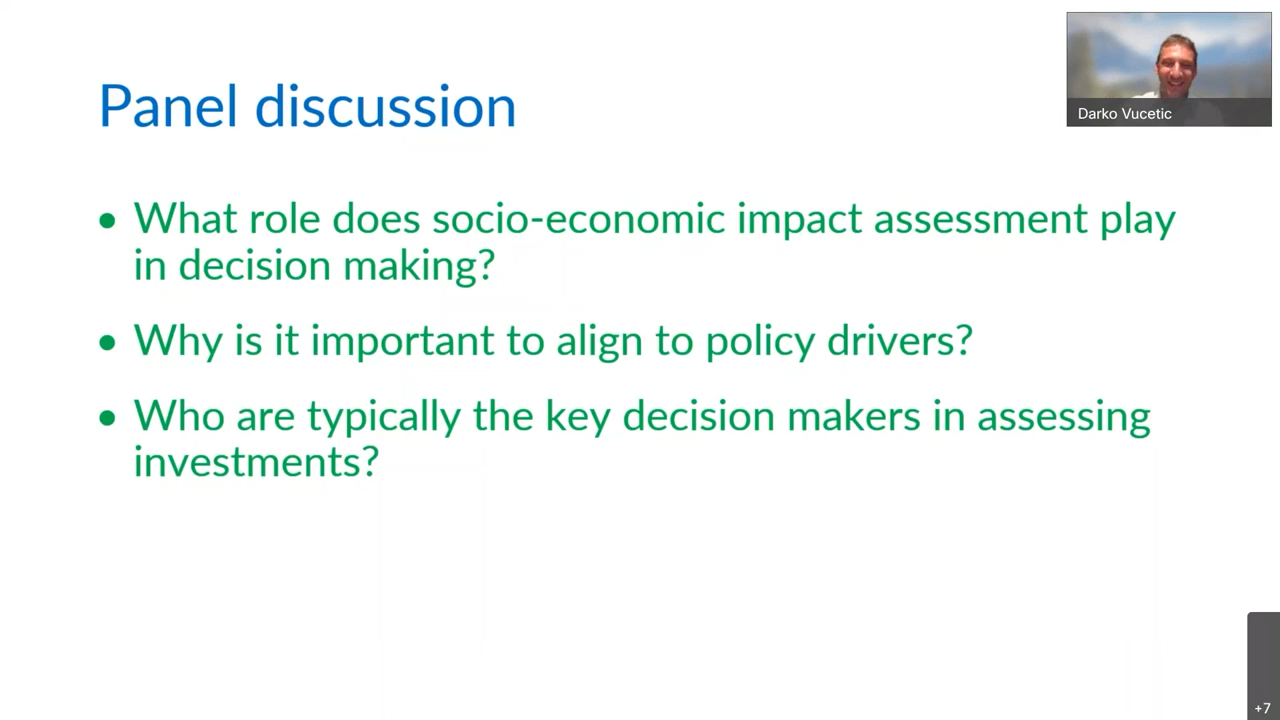 Panel discussion
Darko Vucetic
• What role does socio-economic impact assessment play
in decision making?
• Why is it important to align to policy drivers?
• Who are typically the key decision makers in assessing
investments?
+7